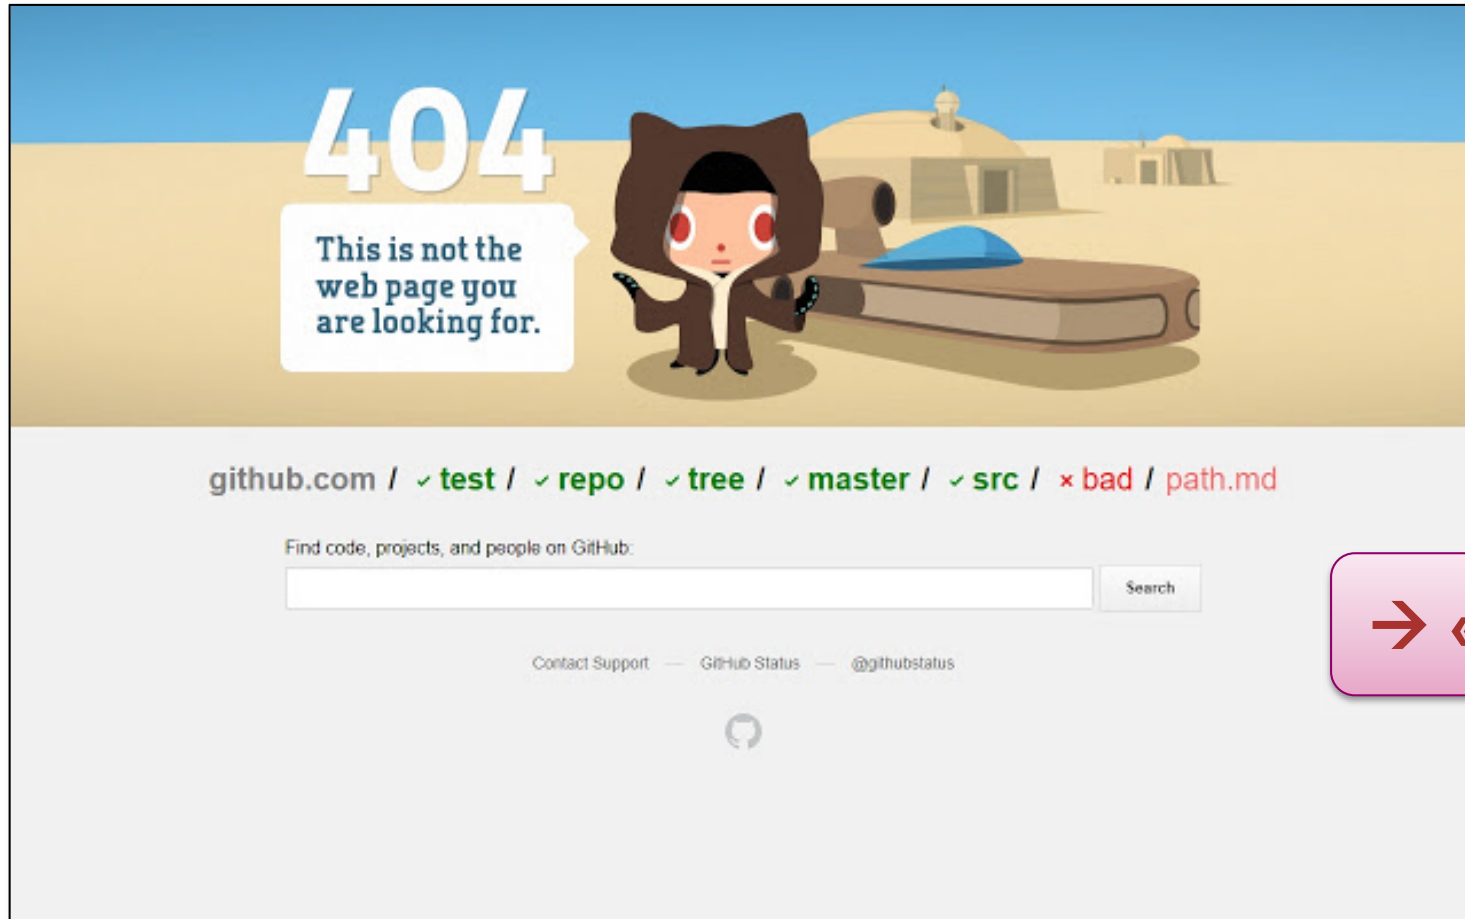 404
This is not the
web page you
are looking for.
github.com / ✓ test / ✓ repo / ✓ tree / ✓ master / ✓ src / × bad / path.md
Find code, projects, and people on GitHub:
Search
→ «
Contact Support — GitHub Status — @githubstatus